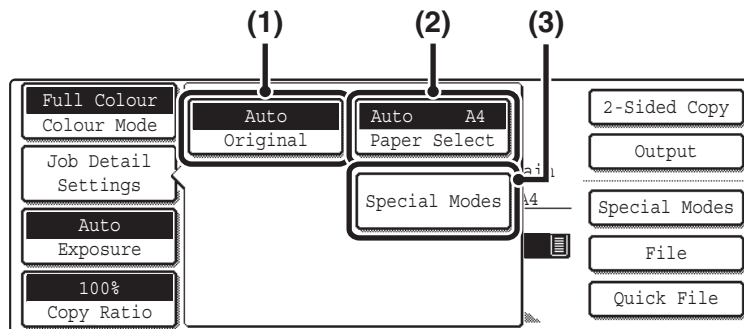 (1)
(2)
(3)
Full Colour
Colour Mode
Job Detail
Settings
Auto
Exposure
100%
Copy Ratio
Auto
Original
Auto A4
Paper Select
Special Modes
A4
2-Sided Copy
Output
Special Modes
File
Quick File